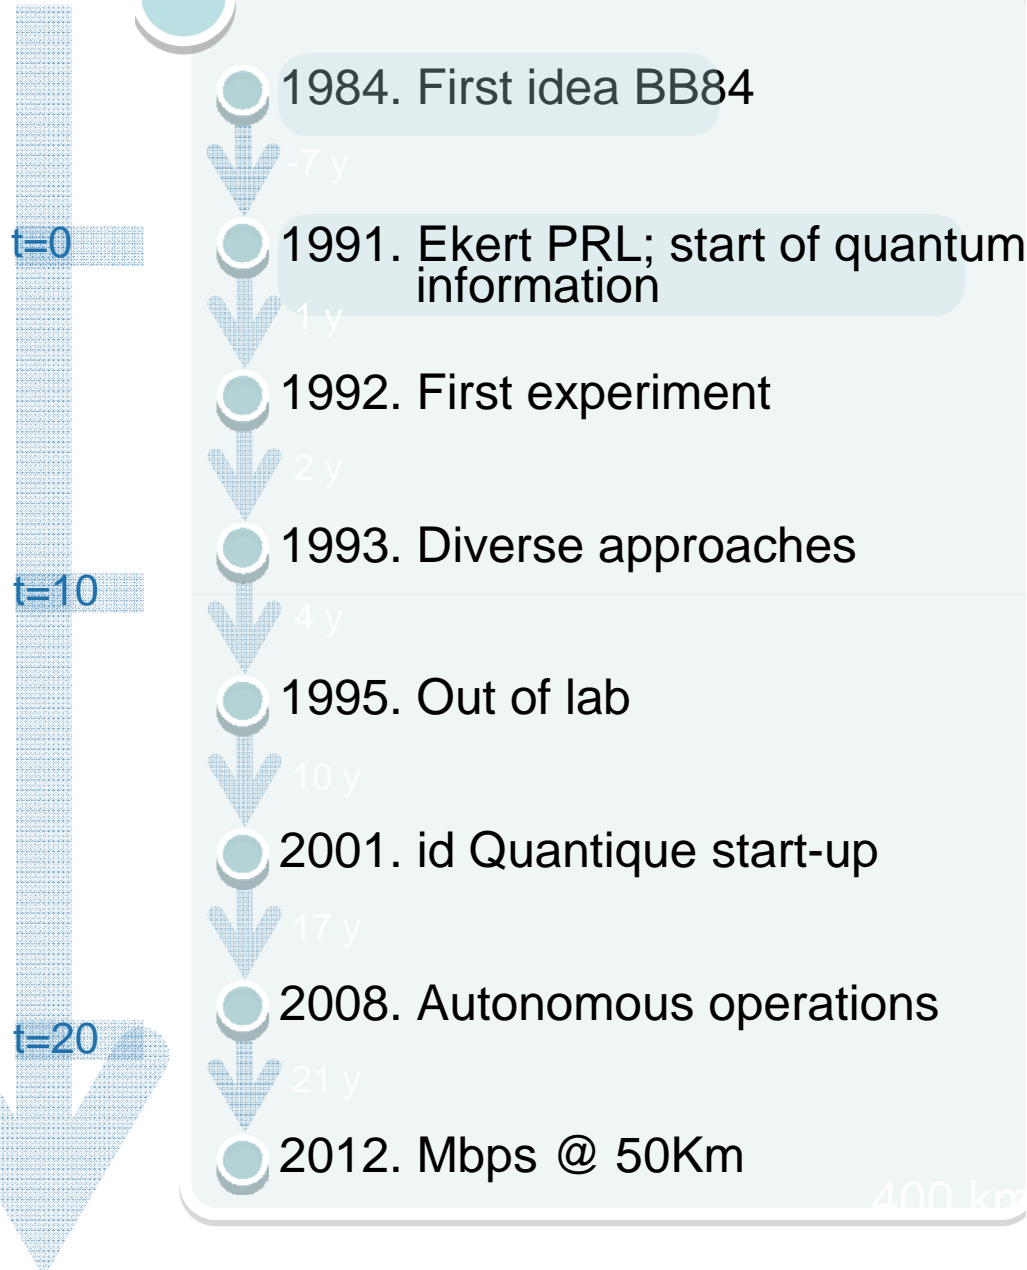 1984. First idea BB84
-7 y
t=0
1991. Ekert PRL; start of quantum
information
1 y
1992. First experiment
2 y
1993. Diverse approaches
t=10
4 y
1995. Out of lab
10 y
2001. id Quantique start-up
17 y
2008. Autonomous operations
t=20
21 y
2012. Mbps @ 50Km
400 km